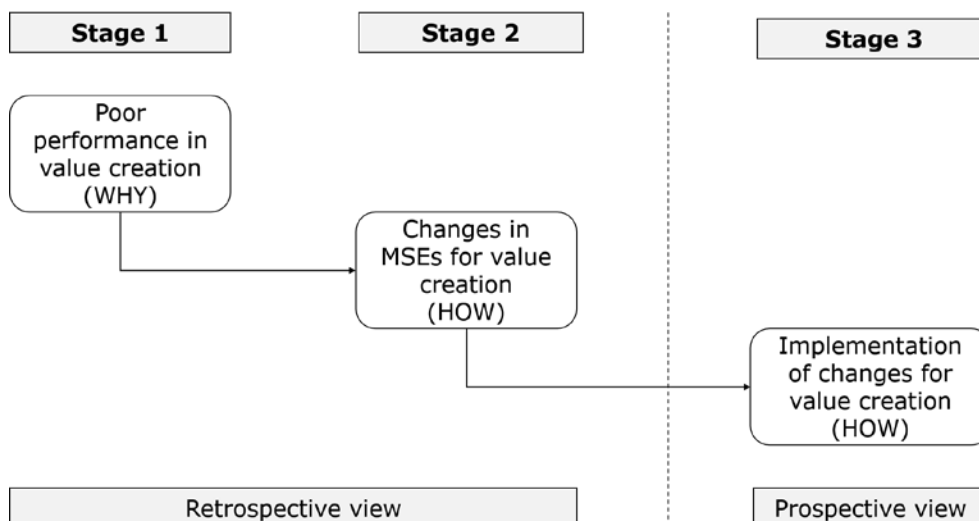 Stage 1
Stage 2
Stage 3
Poor
performance in
value creation
(WHY)
Changes in
MSEs for value
creation
(HOW)
Implementation
of changes for
value creation
(HOW)
Retrospective view
Prospective view